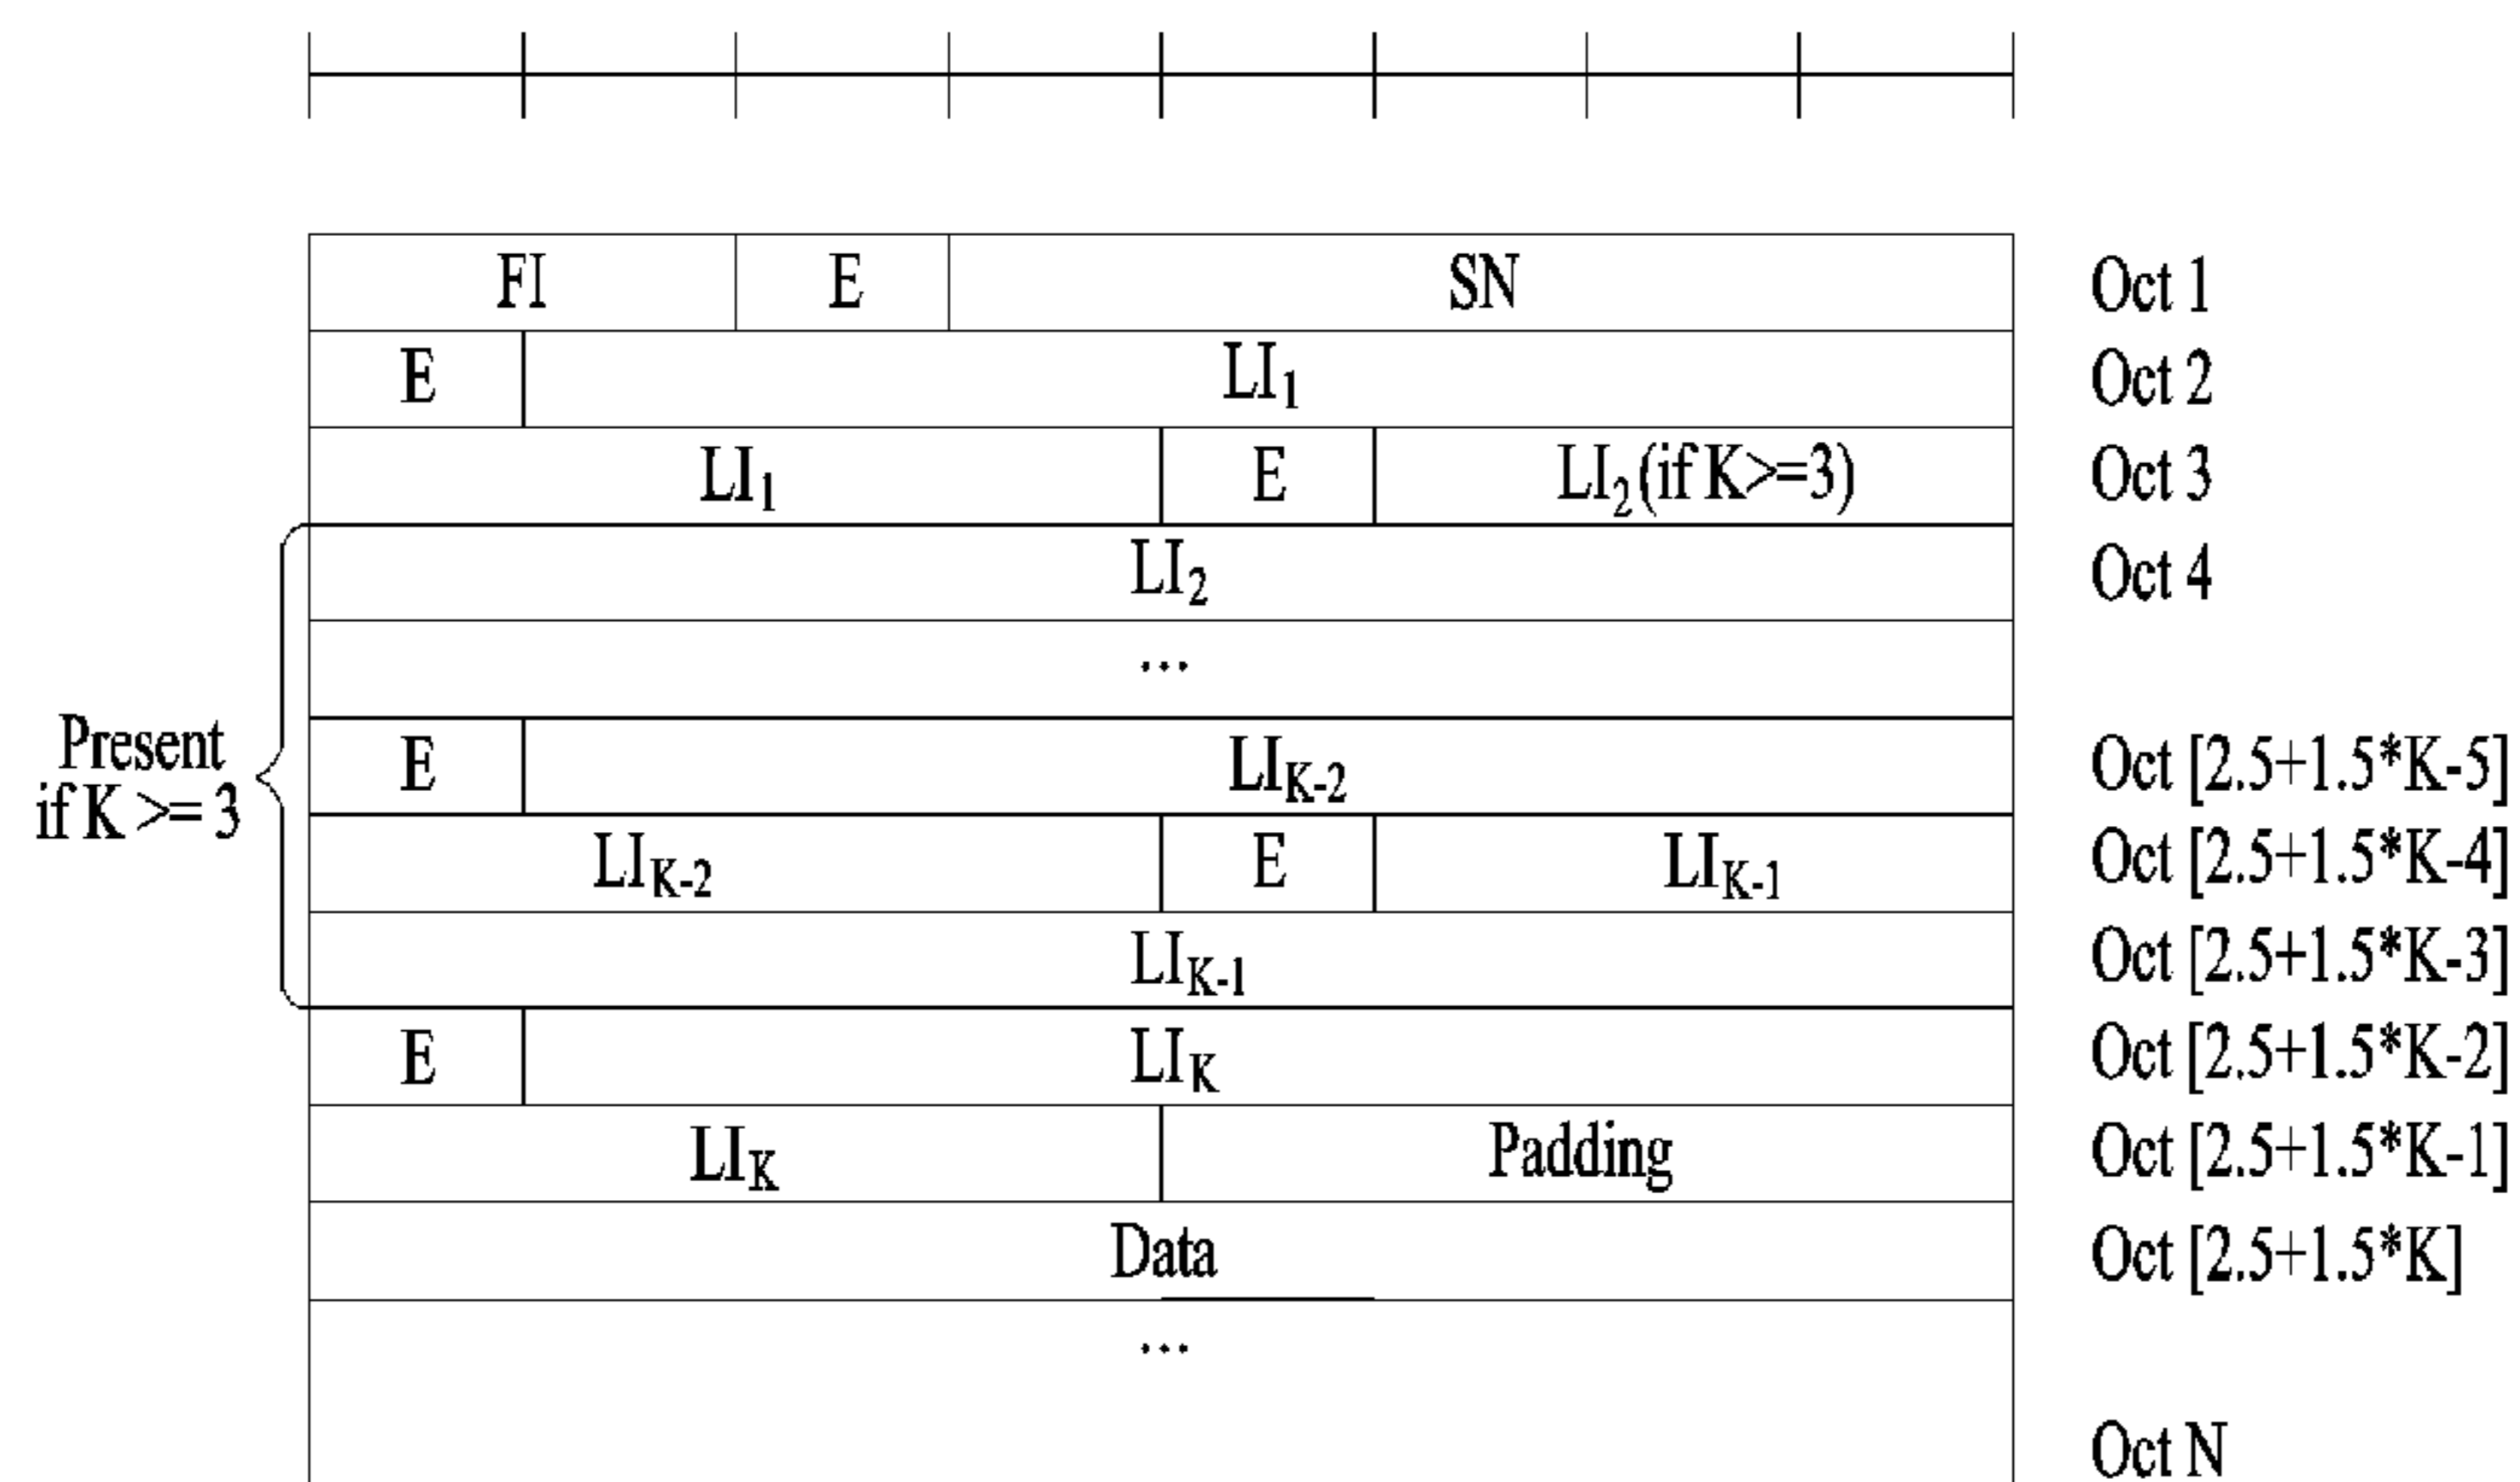 FI E SN Oct 1
E LI1 Oct 2
LI1 E LI2(if K>=3) Oct 3
LI2 Oct 4
...
Present
if K >= 3
E LIK-2 Oct [2.5+1.5*K-5]
LIK-2 E LIK-1 Oct [2.5+1.5*K-4]
LIK-1 Oct [2.5+1.5*K-3]
E LIK Oct [2.5+1.5*K-2]
LIK Padding Oct [2.5+1.5*K-1]
Data Oct [2.5+1.5*K]
...
Oct N